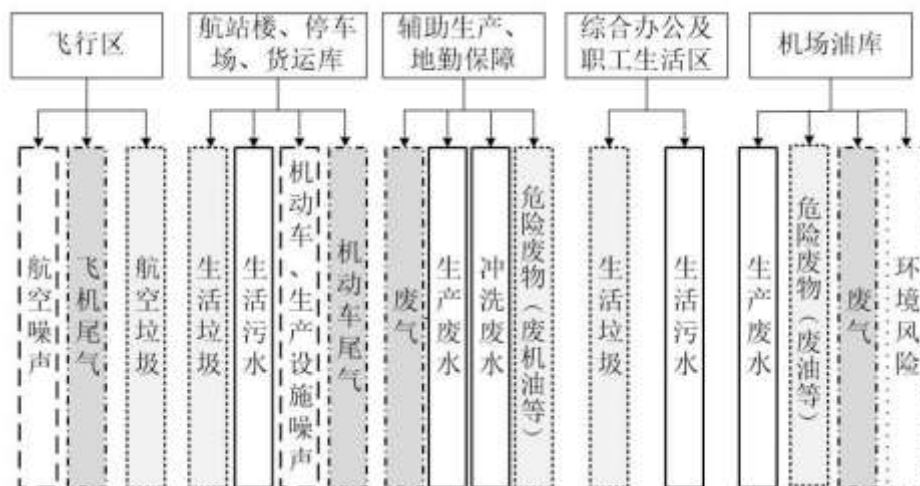 飞行区
航站楼、停车
场、货运库
辅助生产、
地勤保障
综合办公及
职工生活区
机场油库
航空噪声
飞机尾气
航空垃圾
生活垃圾
生活污水
机动车、生产设施噪声
机动车尾气
废气
生产废水
冲洗废水
危险废物（废机油等）
生活垃圾
生活污水
生产废水
危险废物（废油等）
废气
环境风险